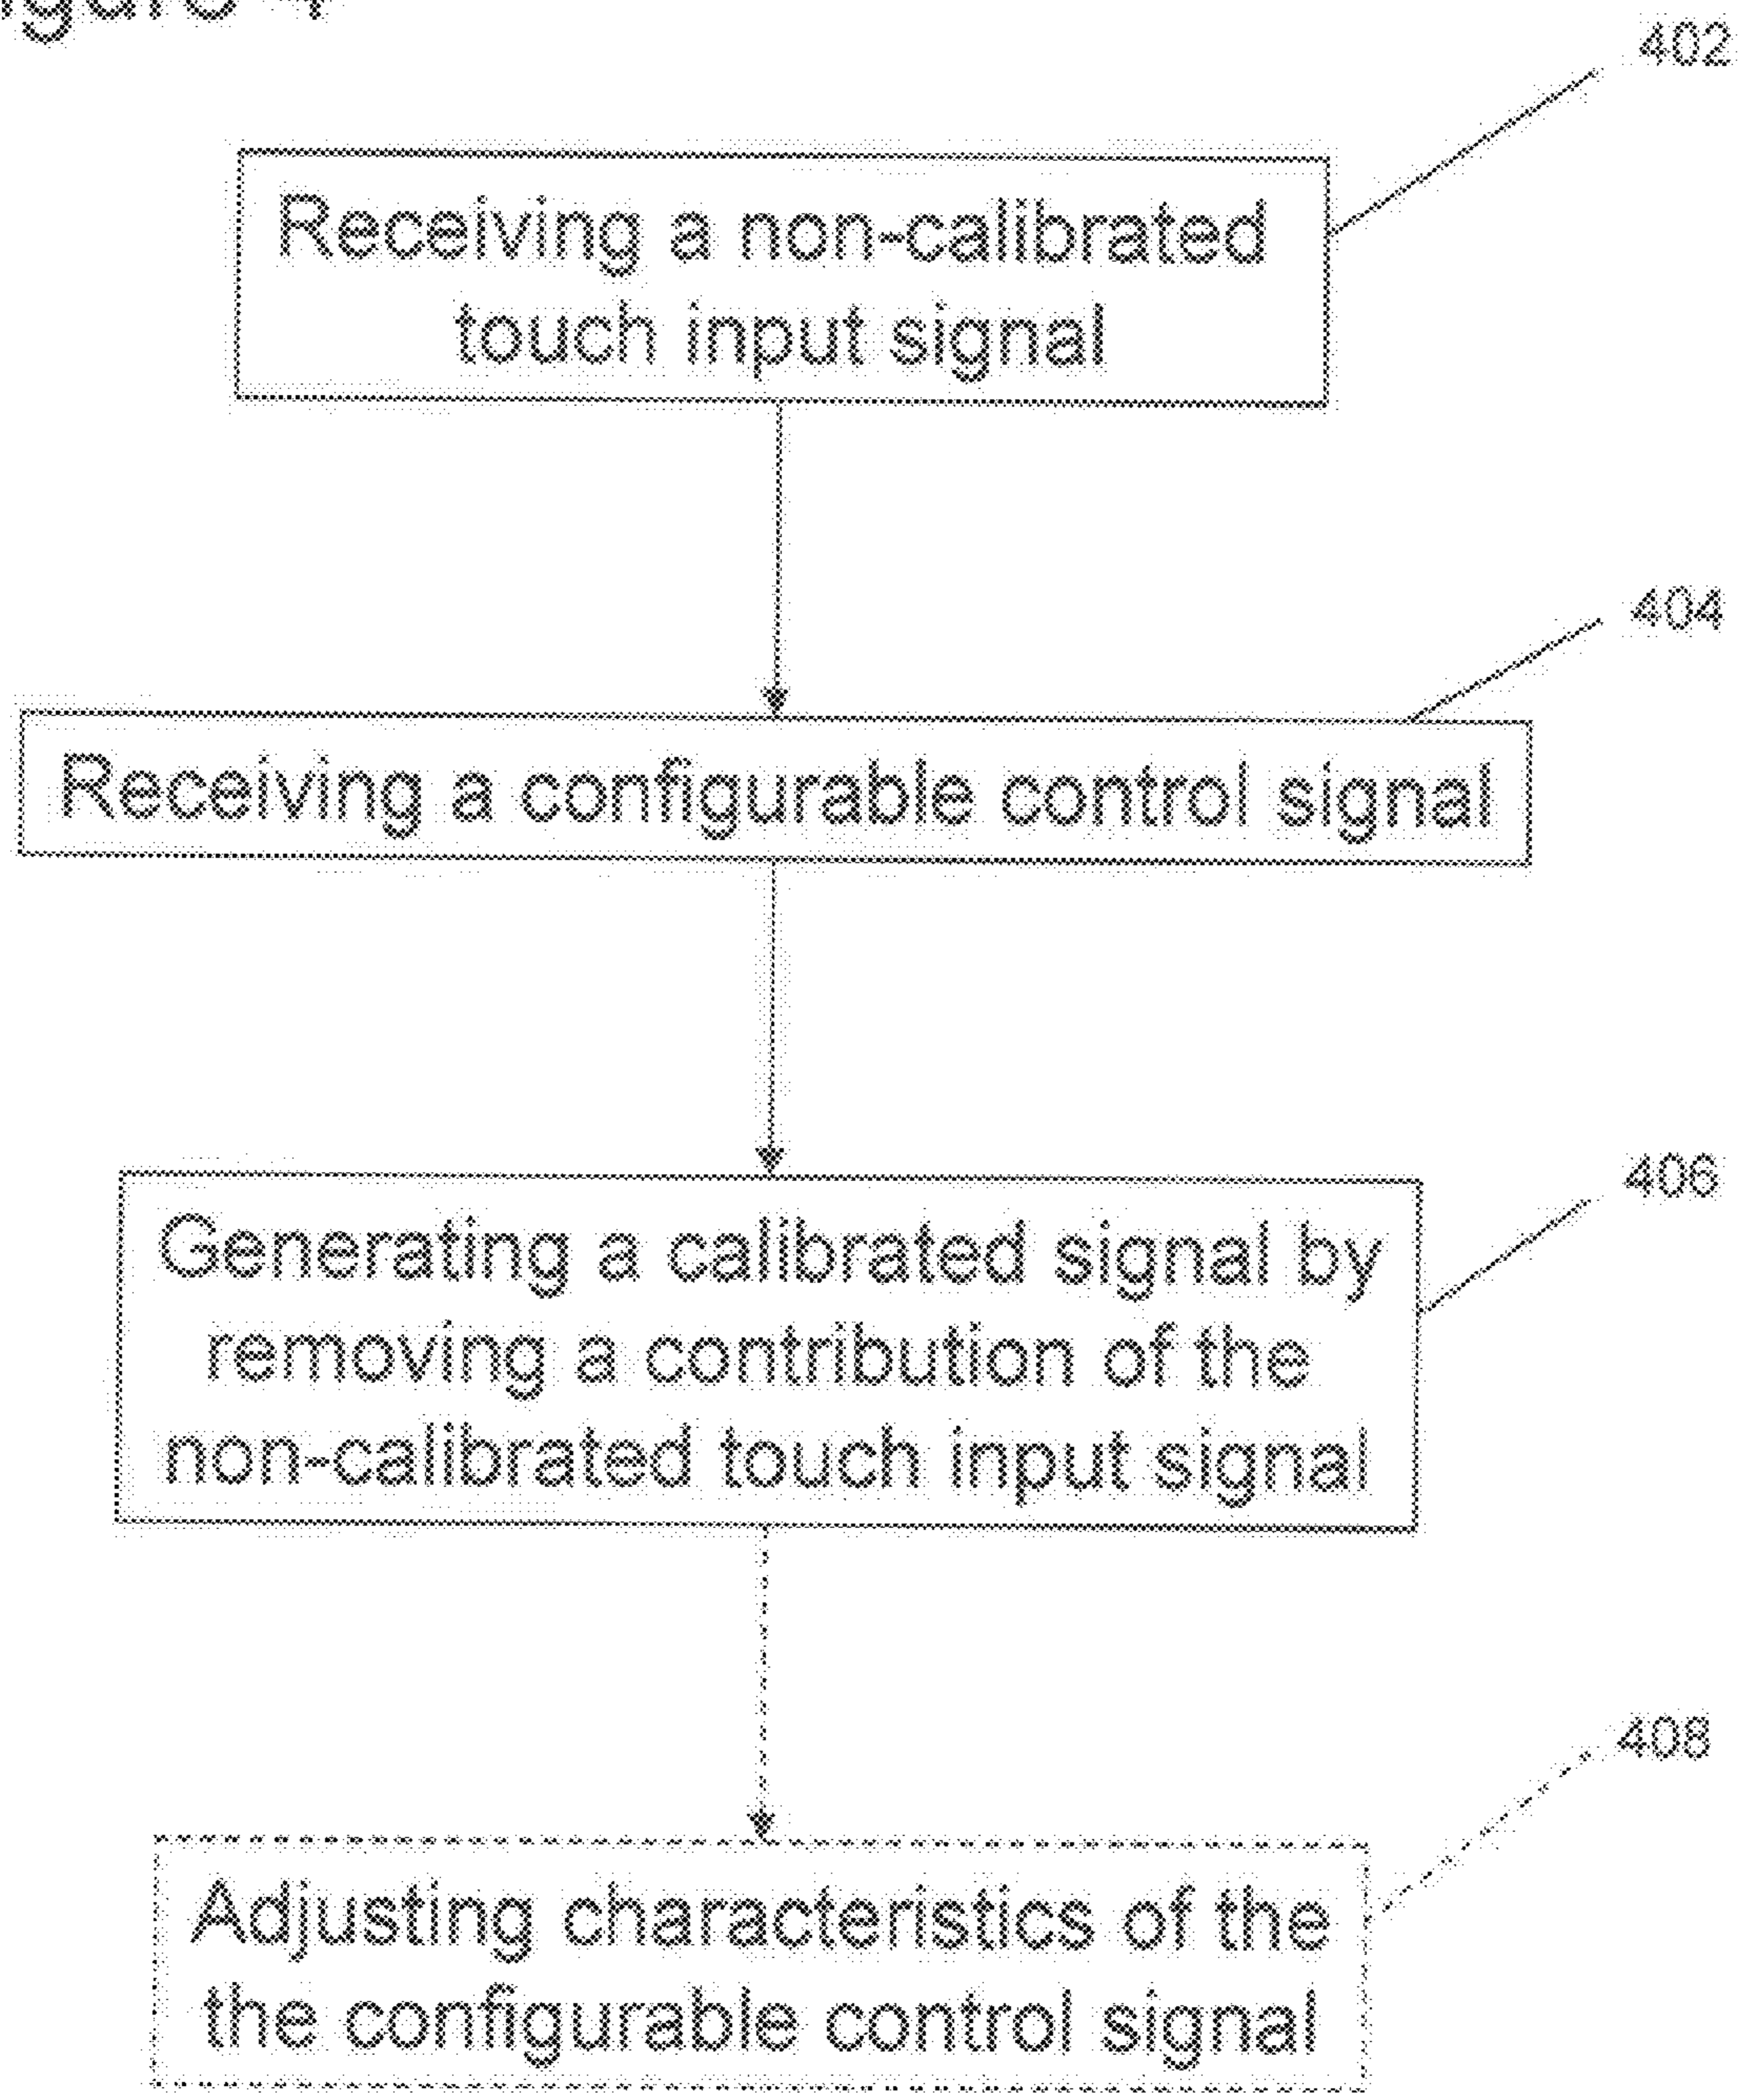 402
Receiving a non-calibrated
touch input signal
404
Receiving a configurable control signal
406
Generating a calibrated signal by
removing a contribution of the
non-calibrated touch input signal
408
Adjusting characteristics of the
the configurable control signal